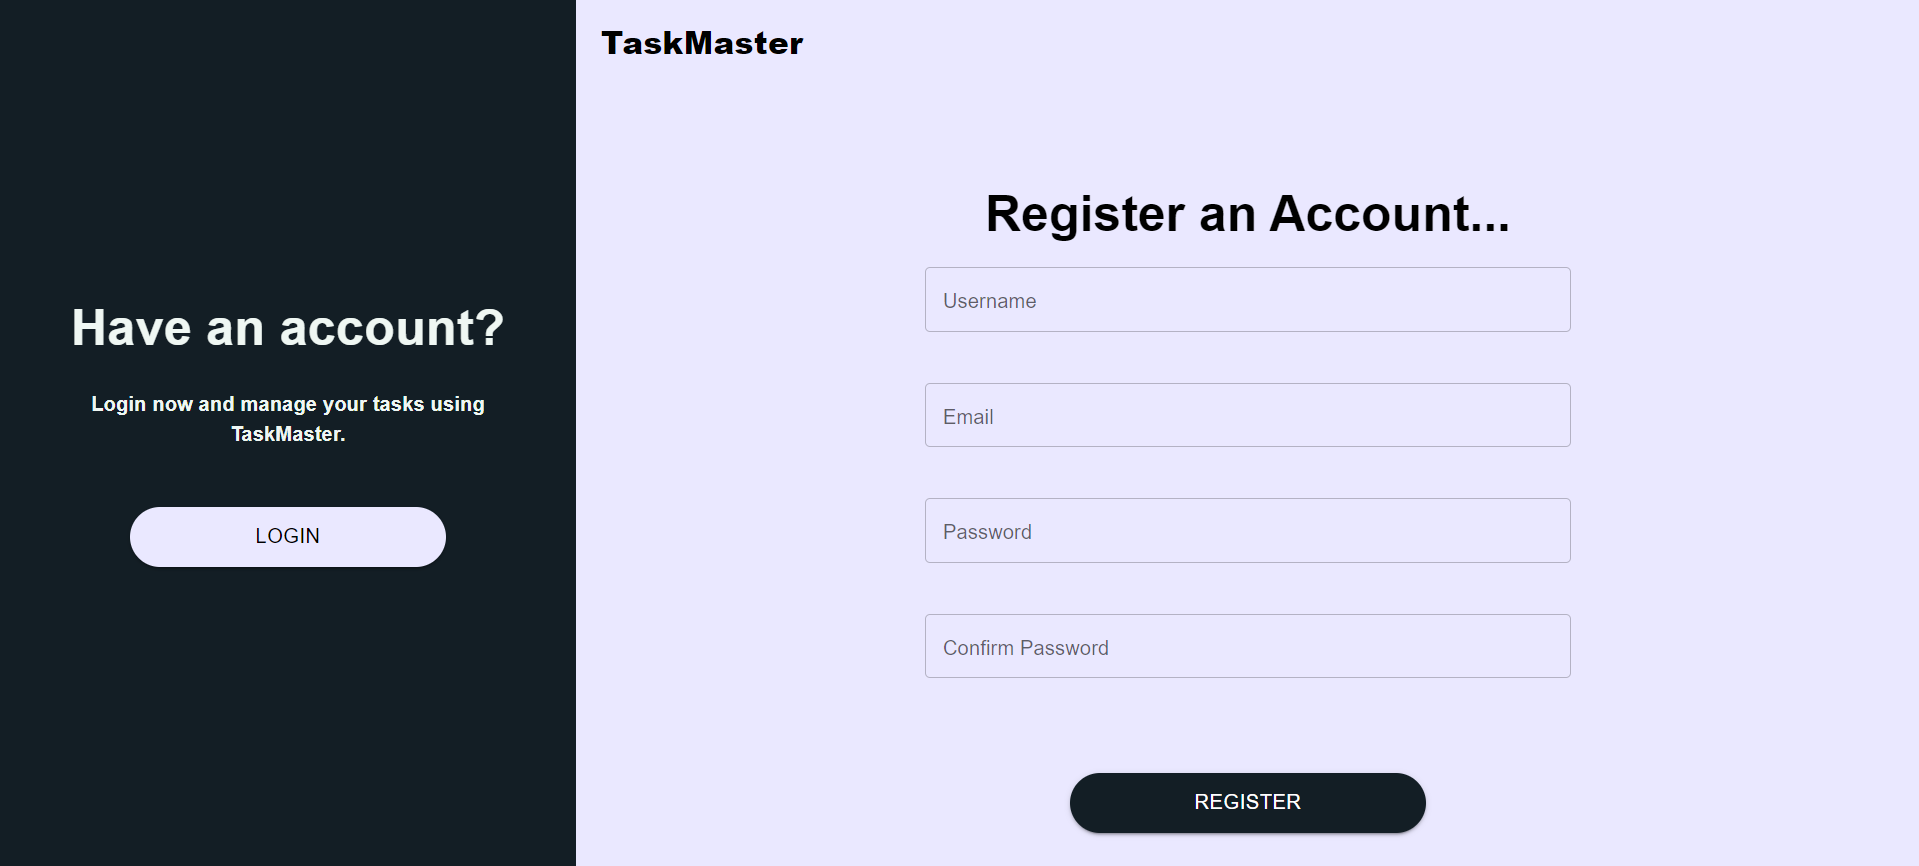 Have an account?
Login now and manage your tasks using
TaskMaster.
LOGIN
TaskMaster
Register an Account...
Username
Email
Password
Confirm Password
REGISTER